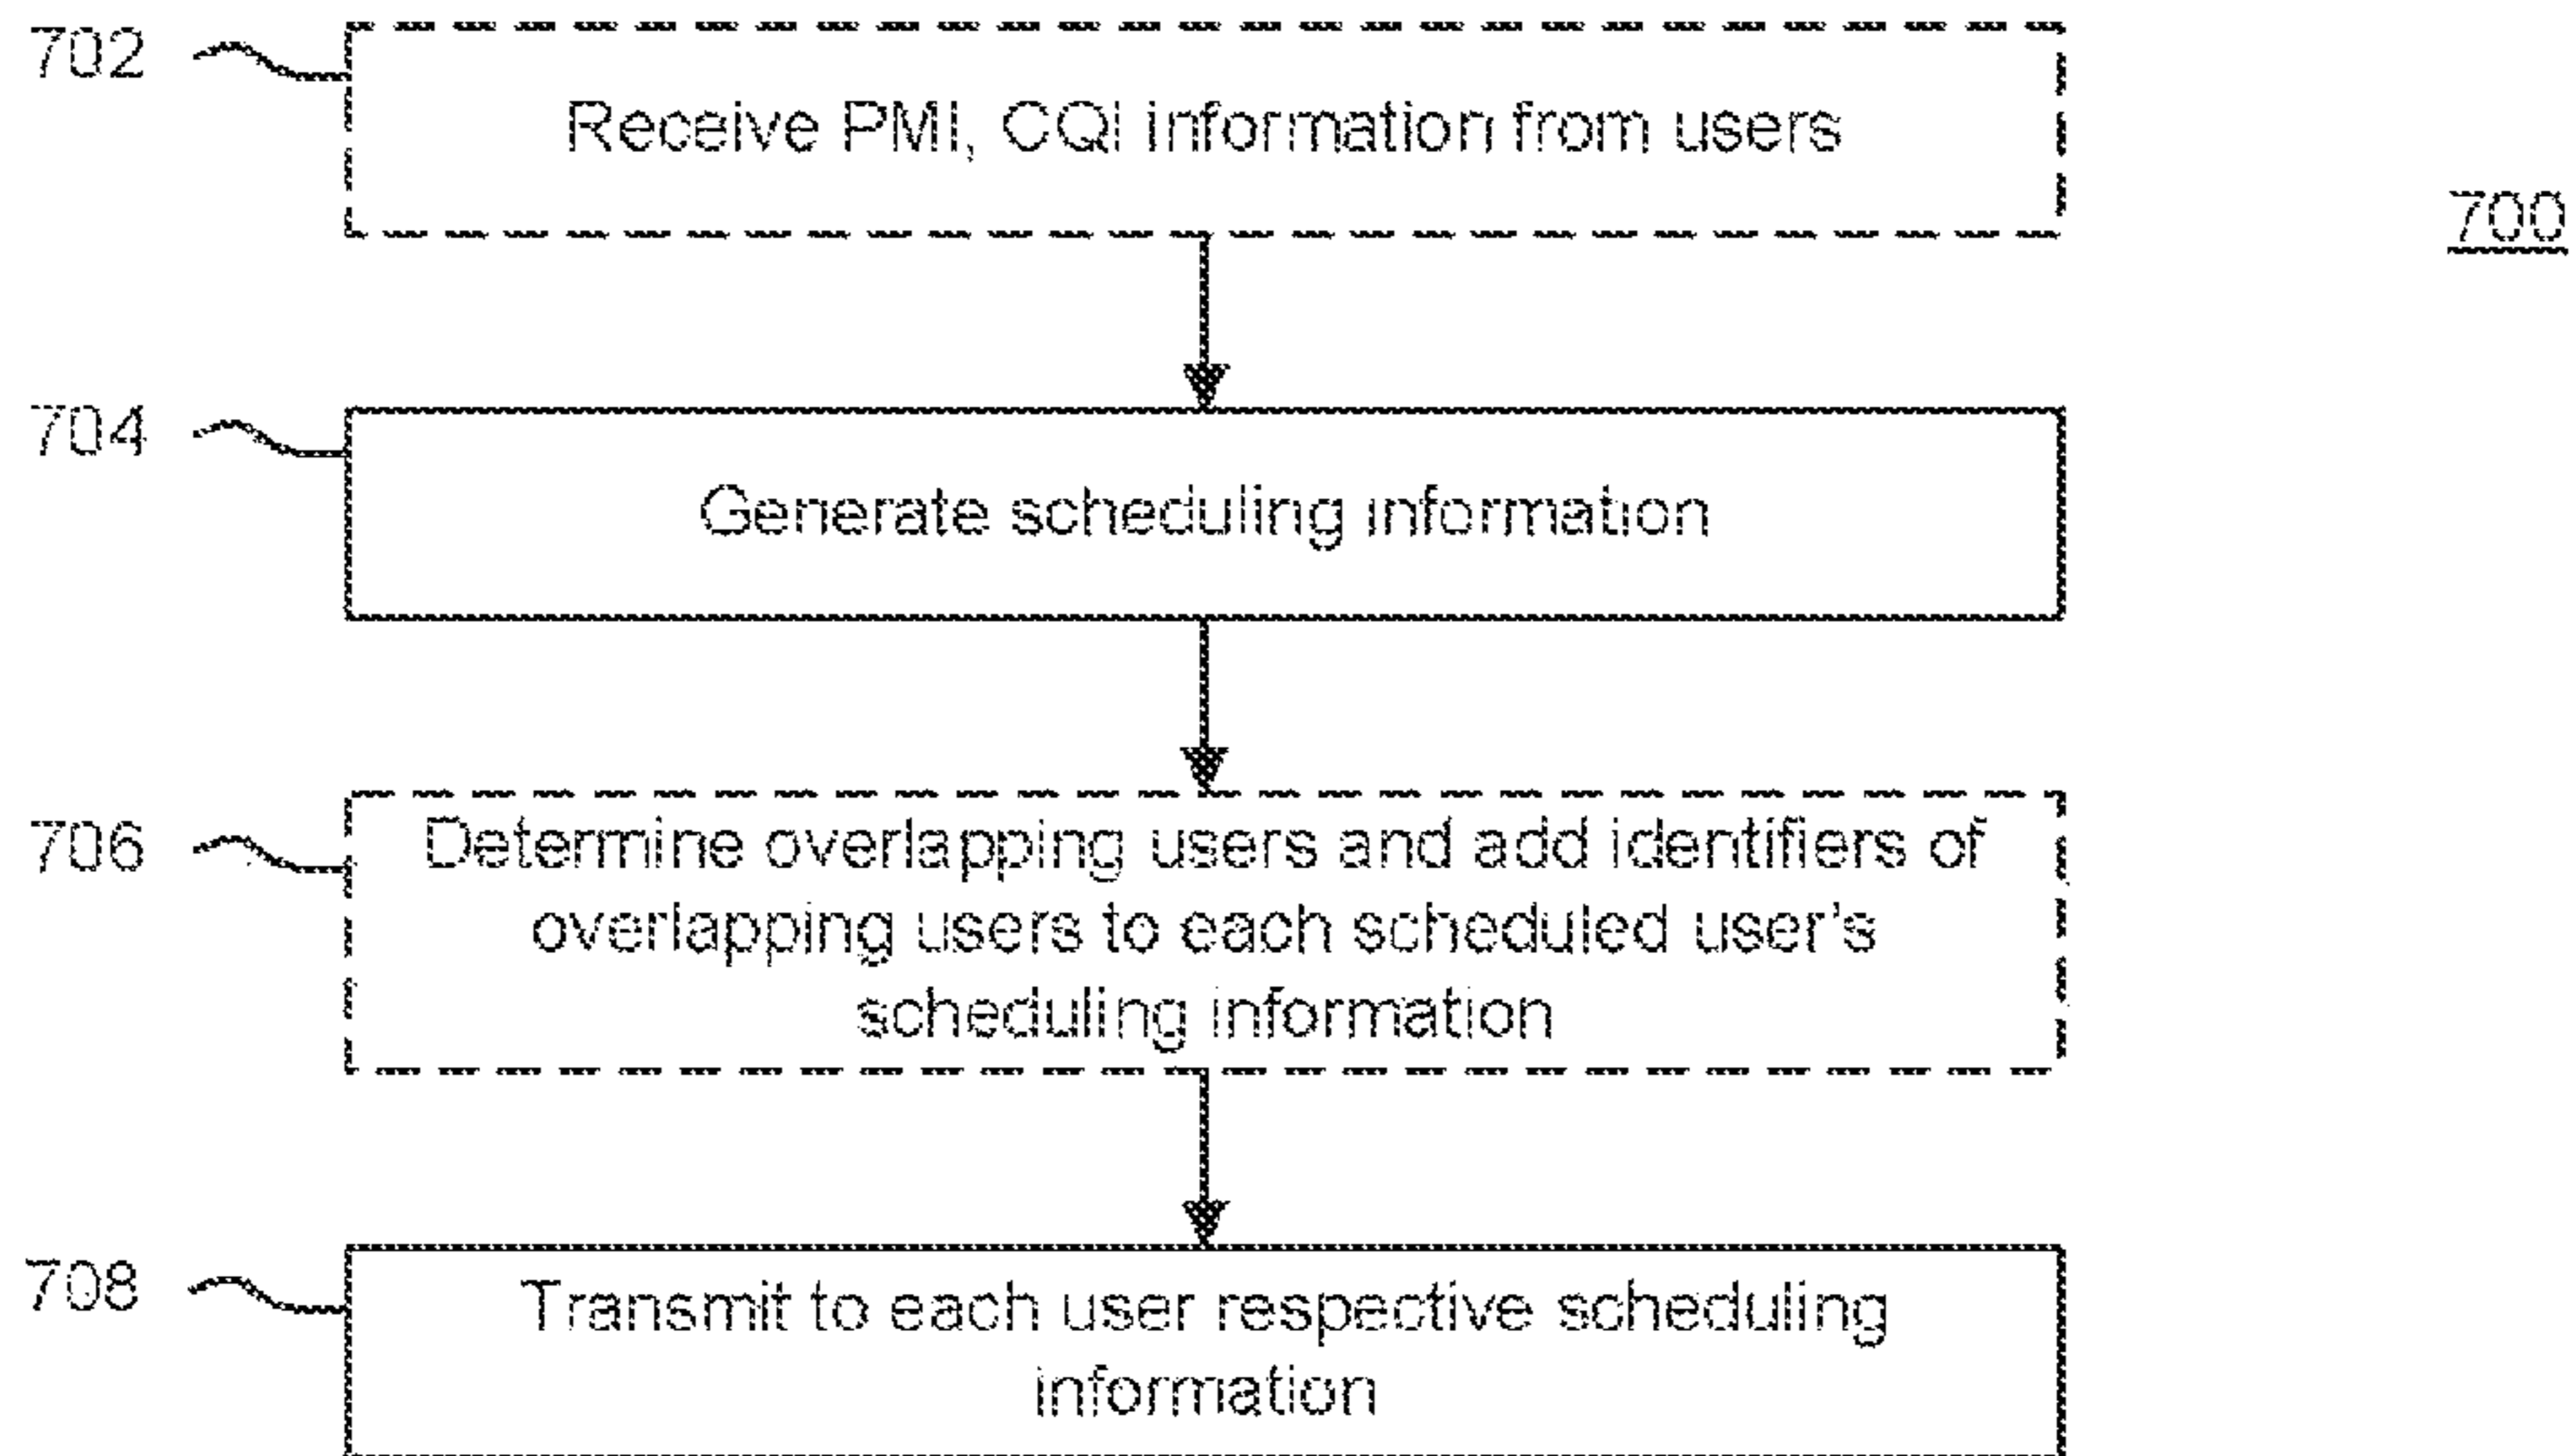 702
Receive PMI, CQI information from users
700
704
Generate scheduling information
706
Determine overlapping users and add identifiers of
overlapping users to each scheduled user's
scheduling information
708
Transmit to each user respective scheduling
information